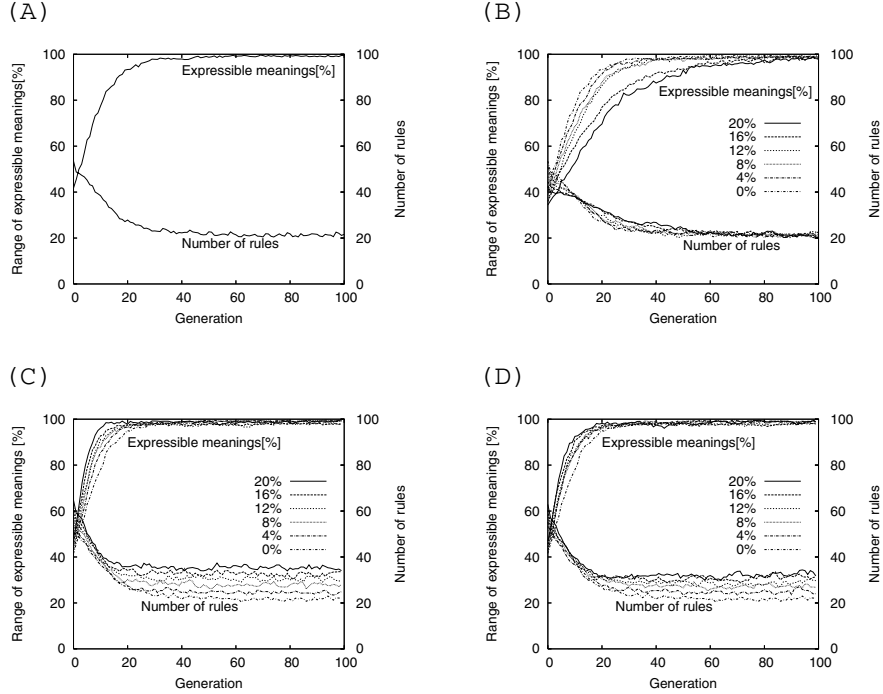 (A)
Range of expressible meanings[%]
100
80
60
40
20
0
Expressible meanings[%]
Number of rules
100
80
60
40
20
0
Number of rules
0 20 40 60 80 100
Generation
(B)
Range of expressible meanings [%]
100
80
60
40
20
0
Expressible meanings[%]
20%
16%
12%
8%
4%
0%
Number of rules
100
80
60
40
20
0
Number of rules
0 20 40 60 80 100
Generation
(C)
Range of expressible meanings [%]
100
80
60
40
20
0
Expressible meanings[%]
20%
16%
12%
8%
4%
0%
Number of rules
100
80
60
40
20
0
Number of rules
0 20 40 60 80 100
Generation
(D)
Range of expressible meanings [%]
100
80
60
40
20
0
Expressible meanings[%]
20%
16%
12%
8%
4%
0%
Number of rules
100
80
60
40
20
0
Number of rules
0 20 40 60 80 100
Generation